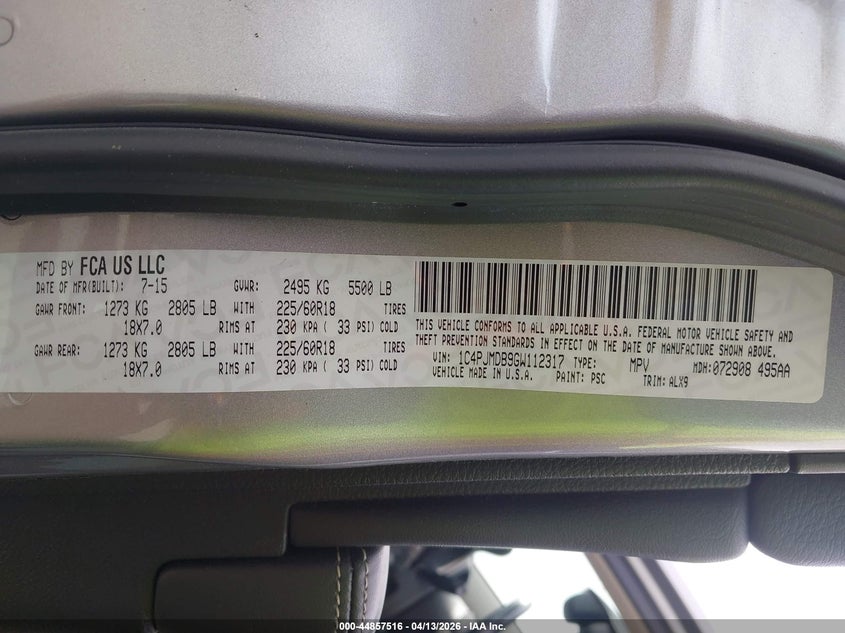 MFD BY FCA US LLC
DATE OF MFR(BUILT): 7-15 GVWR: 2495 KG 5500 LB
GAWR FRONT: 1273 KG 2805 LB WITH 225/60R18 TIRES
18X7.0 RIMS AT 230 KPA ( 33 PSI) COLD
GAWR REAR: 1273 KG 2805 LB WITH 225/60R18 TIRES
18X7.0 RIMS AT 230 KPA ( 33 PSI) COLD
THIS VEHICLE CONFORMS TO ALL APPLICABLE U.S.A. FEDERAL MOTOR VEHICLE SAFETY AND
THEFT PREVENTION STANDARDS IN EFFECT ON THE DATE OF MANUFACTURE SHOWN ABOVE.
VIN: 1C4PJMDB9GW112317 TYPE: MPV MDH: 072908 495AA
VEHICLE MADE IN U.S.A. PAINT: PSC TRIM: ALX9
000-44857516 - 04/13/2026 - IAA Inc.